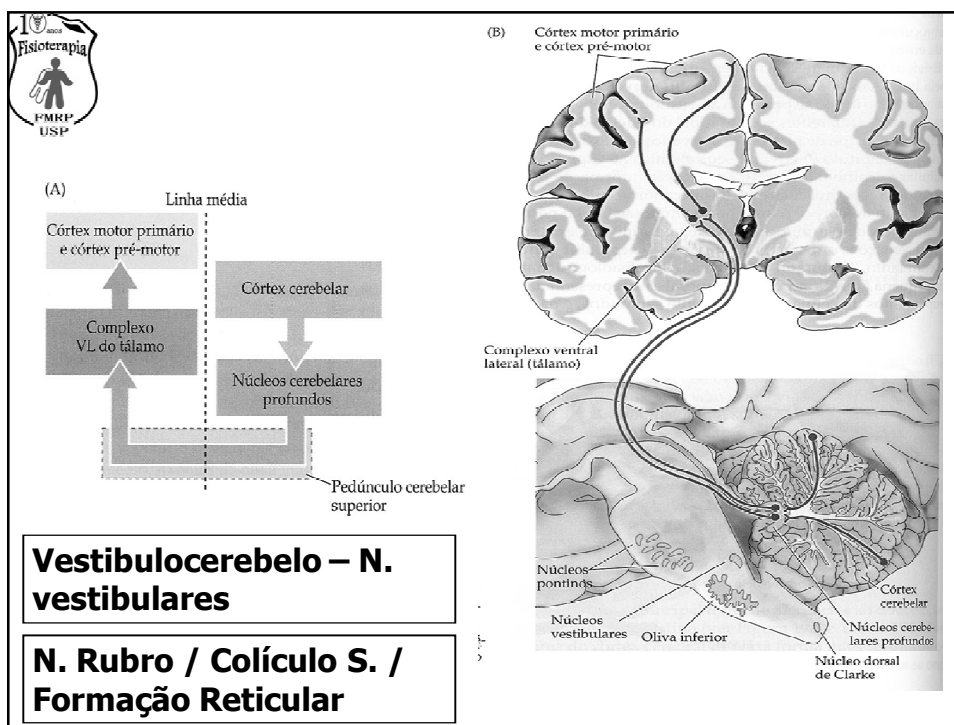 10 anos
Fisioterapia
FMRP
USP
(A)
Linha média
Córtex motor primário
e córtex pré-motor
Córtex cerebelar
Complexo
VL do tálamo
Núcleos cerebelares
profundos
Pedúnculo cerebelar
superior
Vestibulocerebelo – N.
vestibulares
N. Rubro / Colículo S. /
Formação Reticular
(B)
Córtex motor primário
e córtex pré-motor
Complexo ventral
lateral (tálamo)
Núcleos
pontinos
Núcleos
vestibulares
Oliva inferior
Córtex
cerebelar
Núcleos cerebe-
lares profundos
Núcleo dorsal
de Clarke